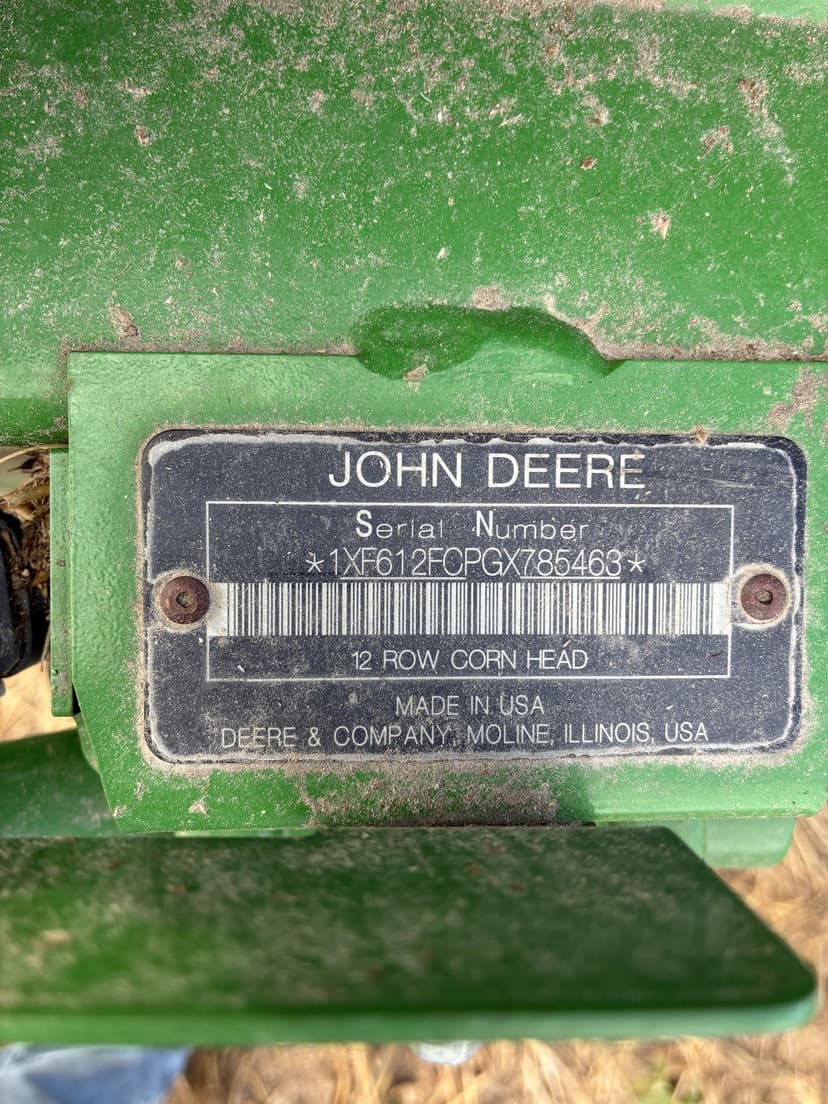 JOHN DEERE
Serial Number
*1XF612FCPGX785463*
12 ROW CORN HEAD
MADE IN USA
DEERE & COMPANY, MOLINE, ILLINOIS, USA